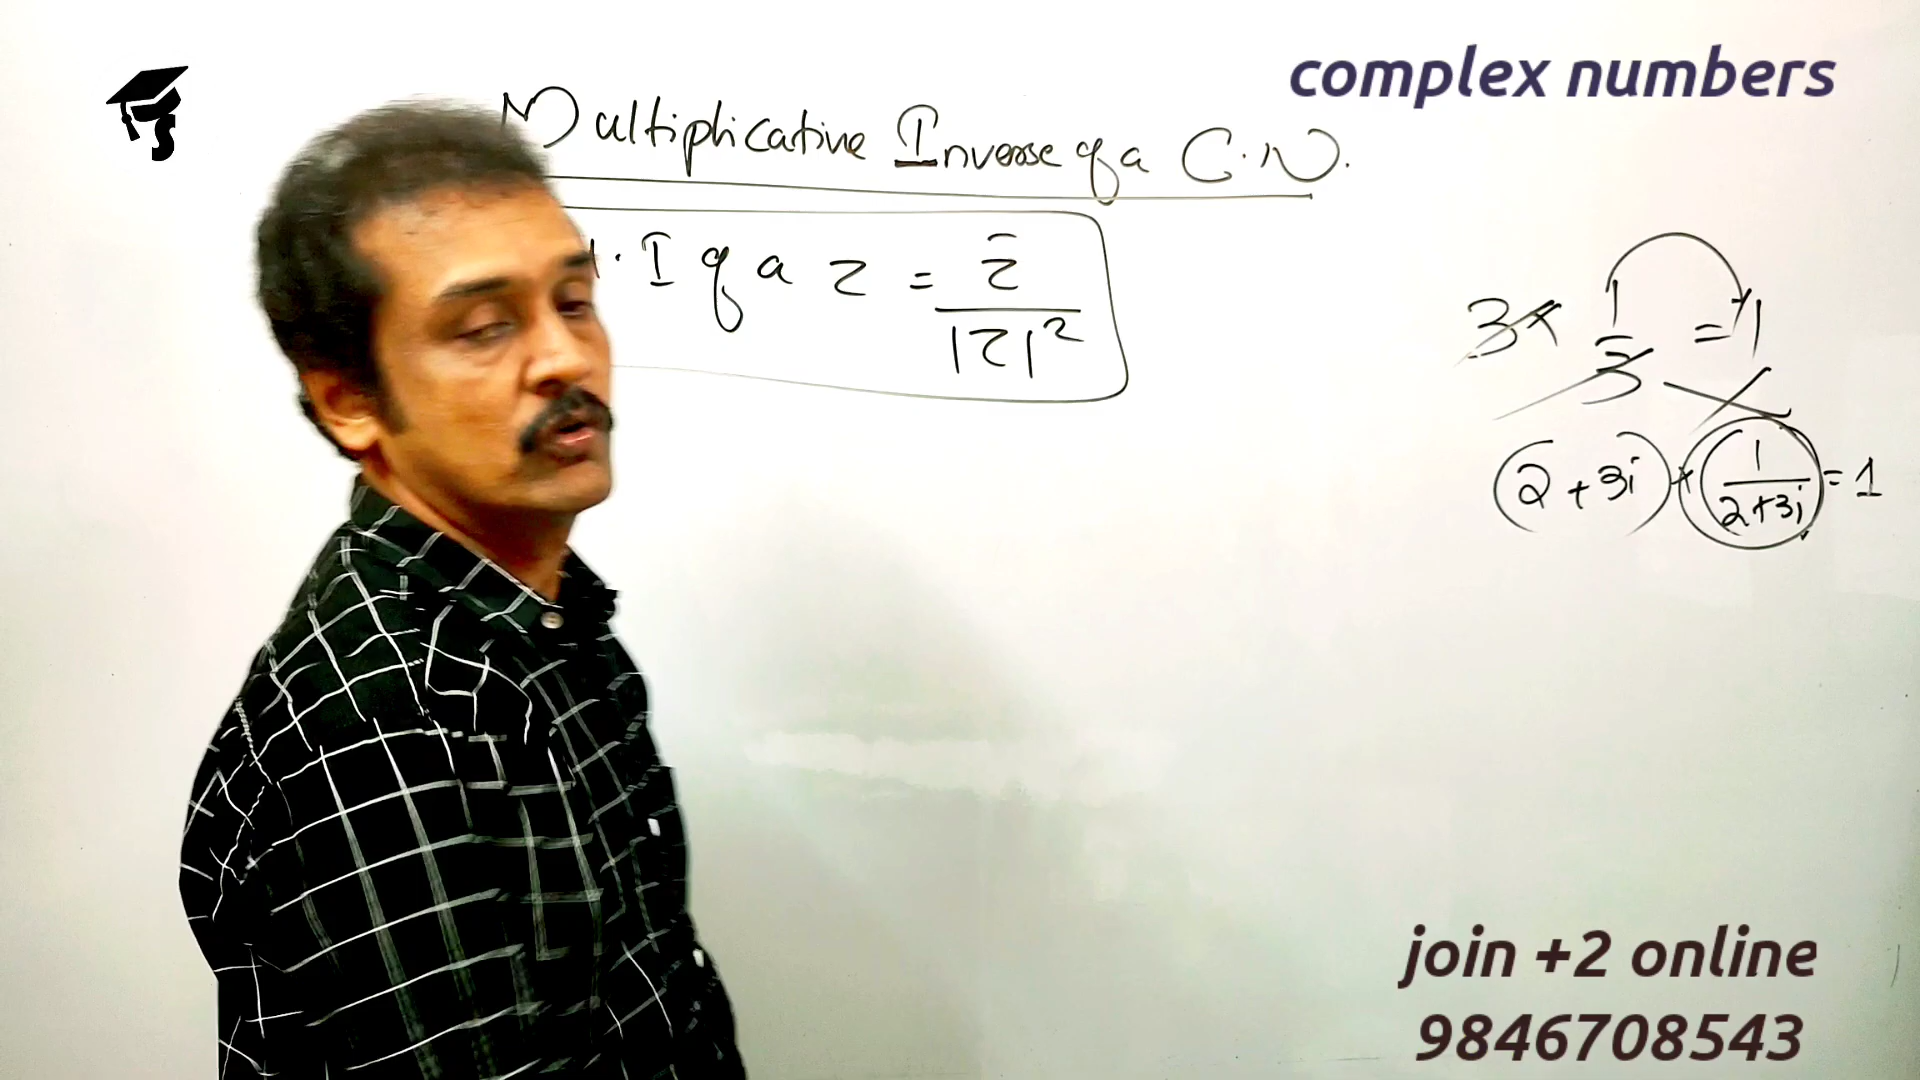 complex numbers
Multiplicative Inverse of a C.N.
. I of a z = z̅ / |z|²
3 × 1/3 = 1
(2 + 3i) × (1/2+3i) = 1
join +2 online
9846708543